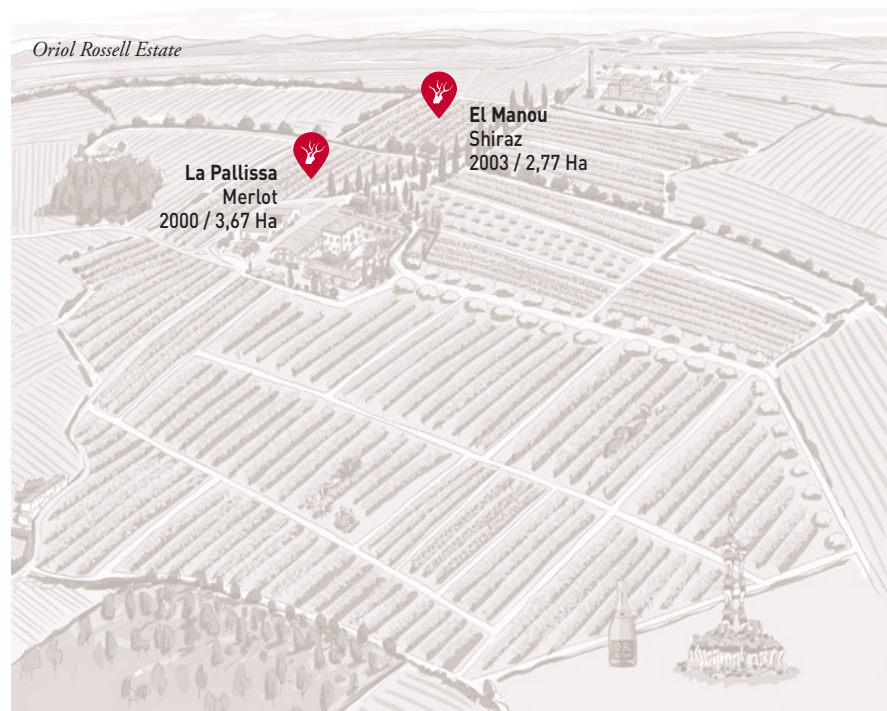 Oriol Rossell Estate
El Manou
Shiraz
2003 / 2,77 Ha
La Pallissa
Merlot
2000 / 3,67 Ha